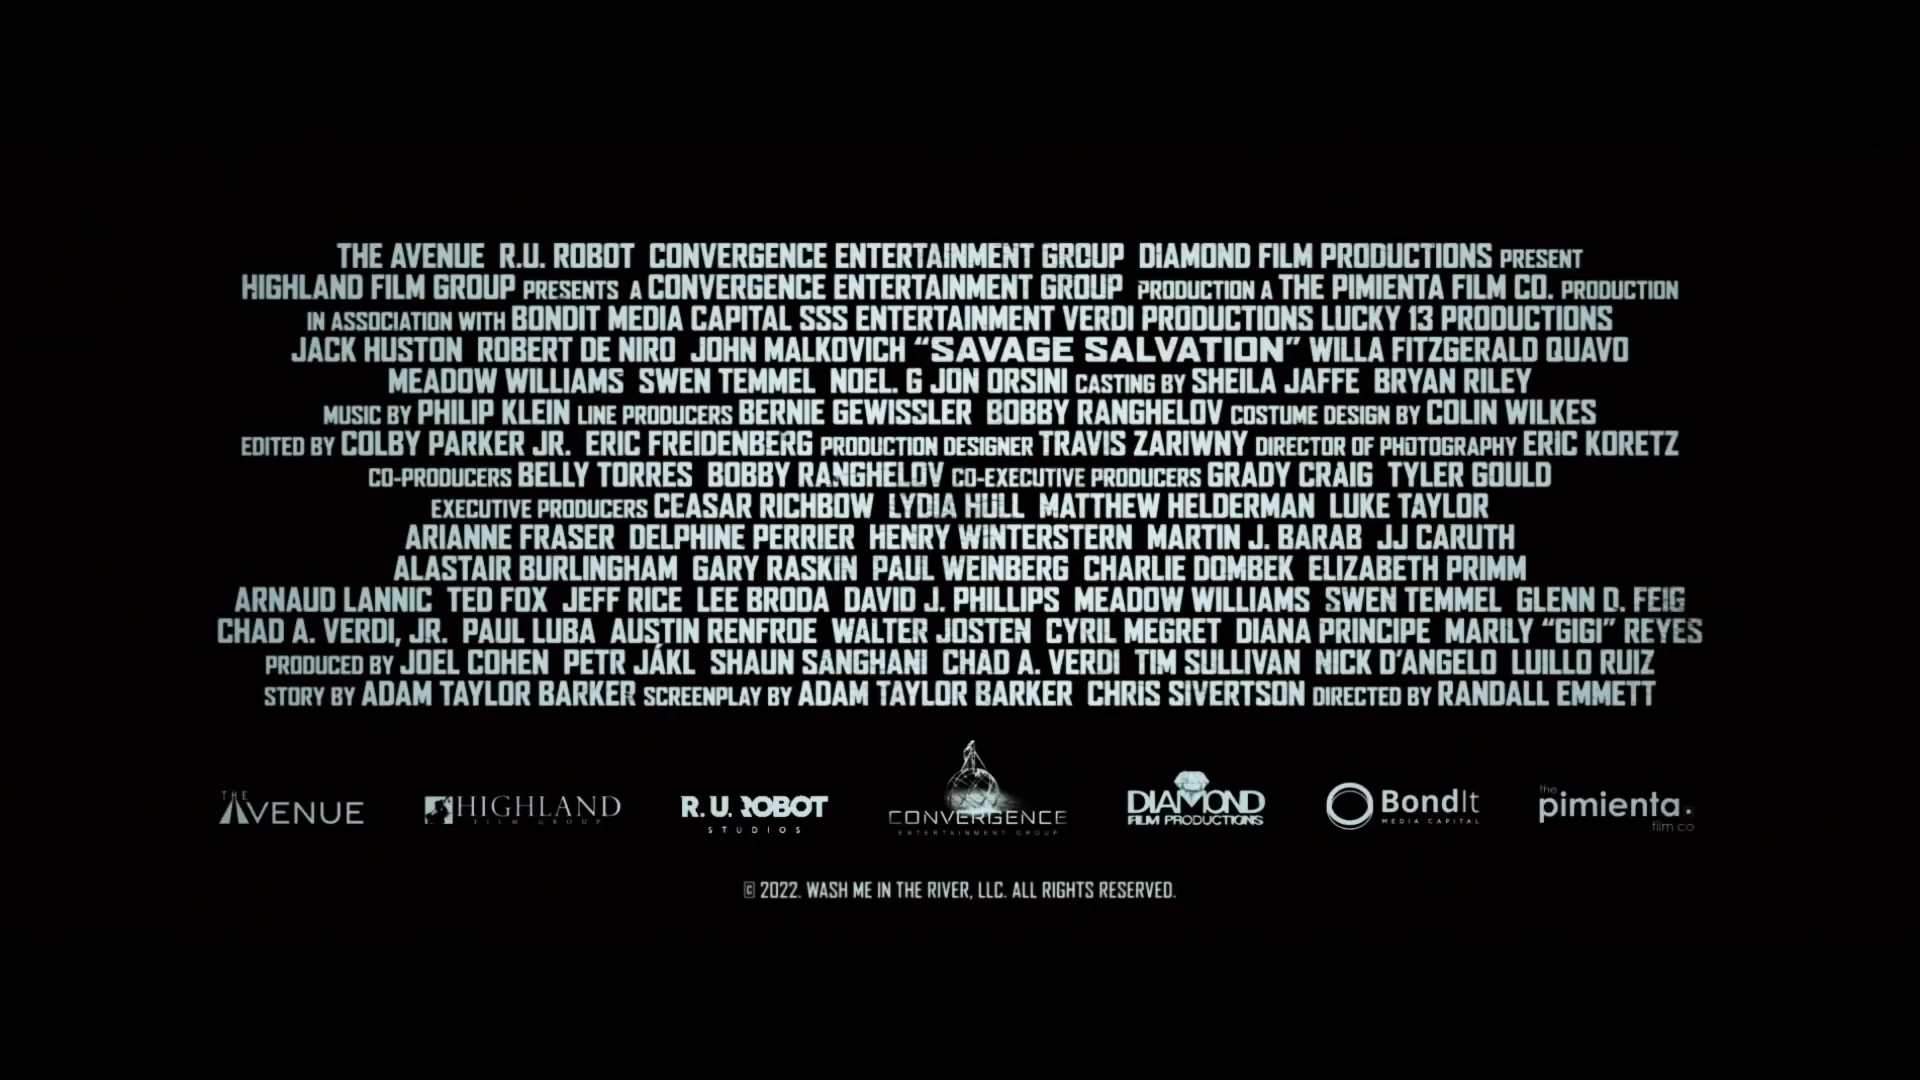 THE AVENUE R.U. ROBOT CONVERGENCE ENTERTAINMENT GROUP DIAMOND FILM PRODUCTIONS PRESENT
HIGHLAND FILM GROUP PRESENTS A CONVERGENCE ENTERTAINMENT GROUP PRODUCTION A THE PIMIENTA FILM CO. PRODUCTION
IN ASSOCIATION WITH BONDIT MEDIA CAPITAL SSS ENTERTAINMENT VERDI PRODUCTIONS LUCKY 13 PRODUCTIONS
JACK HUSTON ROBERT DE NIRO JOHN MALKOVICH “SAVAGE SALVATION” WILLA FITZGERALD QUAVO
MEADOW WILLIAMS SWEN TEMMEL NOEL. G JON ORSINI CASTING BY SHEILA JAFFE BRYAN RILEY
MUSIC BY PHILIP KLEIN LINE PRODUCERS BERNIE GEWISSLER BOBBY RANGHELOV COSTUME DESIGN BY COLIN WILKES
EDITED BY COLBY PARKER JR. ERIC FREIDENBERG PRODUCTION DESIGNER TRAVIS ZARIWNY DIRECTOR OF PHOTOGRAPHY ERIC KORETZ
CO-PRODUCERS BELLY TORRES BOBBY RANGHELOV CO-EXECUTIVE PRODUCERS GRADY CRAIG TYLER GOULD
EXECUTIVE PRODUCERS CEASAR RICHBOW LYDIA HULL MATTHEW HELDERMAN LUKE TAYLOR
ARIANNE FRASER DELPHINE PERRIER HENRY WINTERSTERN MARTIN J. BARAB JJ CARUTH
ALASTAIR BURLINGHAM GARY RASKIN PAUL WEINBERG CHARLIE DOMBEK ELIZABETH PRIMM
ARNAUD LANNIC TED FOX JEFF RICE LEE BRODA DAVID J. PHILLIPS MEADOW WILLIAMS SWEN TEMMEL GLENN D. FEIG
CHAD A. VERDI, JR. PAUL LUBA AUSTIN RENFROE WALTER JOSTEN CYRIL MEGRET DIANA PRINCIPE MARILY “GIGI” REYES
PRODUCED BY JOEL COHEN PETR JÁKL SHAUN SANGHANI CHAD A. VERDI TIM SULLIVAN NICK D’ANGELO LUILLO RUIZ
STORY BY ADAM TAYLOR BARKER SCREENPLAY BY ADAM TAYLOR BARKER CHRIS SIVERTSON DIRECTED BY RANDALL EMMETT
THE AVENUE
HIGHLAND
FILM GROUP
R. U. ROBOT
STUDIOS
CONVERGENCE
ENTERTAINMENT GROUP
DIAMOND
FILM PRODUCTIONS
BondIt
MEDIA CAPITAL
the
pimienta.
film co
© 2022. WASH ME IN THE RIVER, LLC. ALL RIGHTS RESERVED.